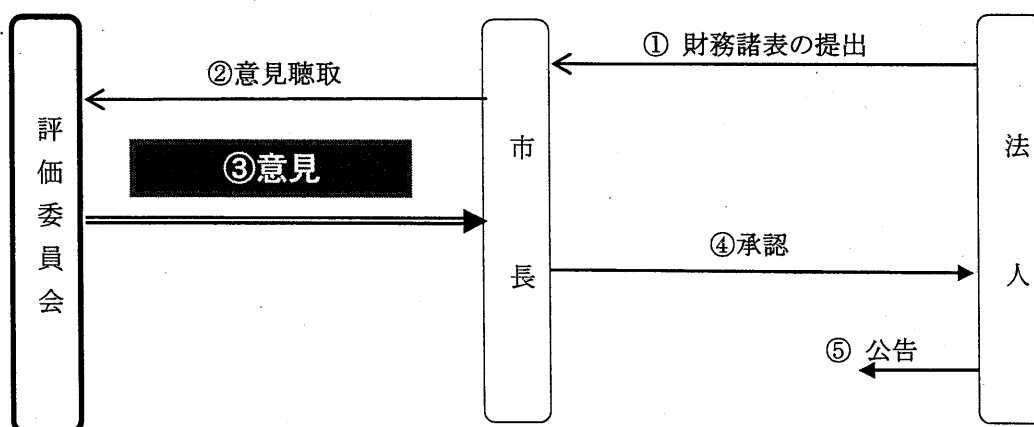 ① 財務諸表の提出
②意見聴取
③意見
④承認
⑤ 公告
評価委員会
市長
法人